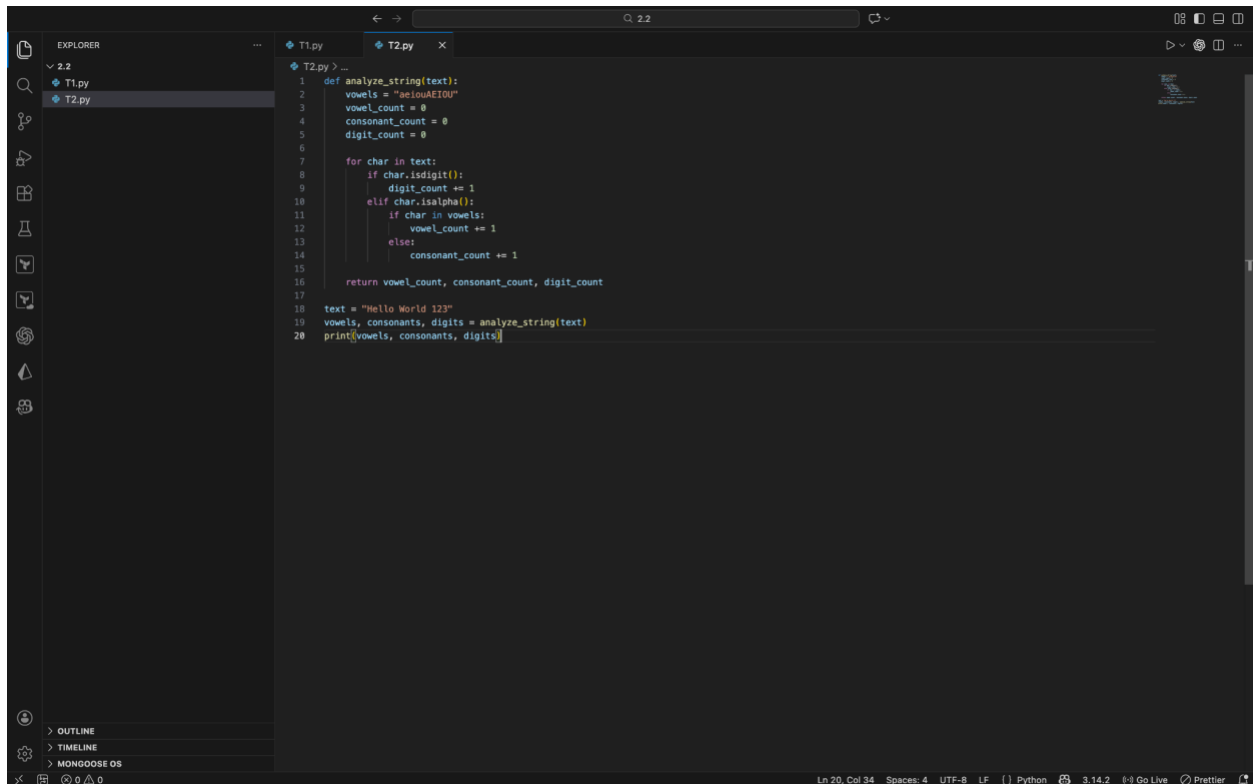 2.2
EXPLORER
...
T1.py
T2.py
2.2
T1.py
T2.py
T2.py > ...
1 def analyze_string(text):
2     vowels = "aeiouAEIOU"
3     vowel_count = 0
4     consonant_count = 0
5     digit_count = 0
6
7     for char in text:
8         if char.isdigit():
9             digit_count += 1
10         elif char.isalpha():
11             if char in vowels:
12                 vowel_count += 1
13             else:
14                 consonant_count += 1
15
16     return vowel_count, consonant_count, digit_count
17
18 text = "Hello World 123"
19 vowels, consonants, digits = analyze_string(text)
20 print(vowels, consonants, digits)
OUTLINE
TIMELINE
MONGOOSE OS
0 0 Ln 20, Col 34 Spaces: 4 UTF-8 LF { } Python 3.14.2 Go Live Prettier